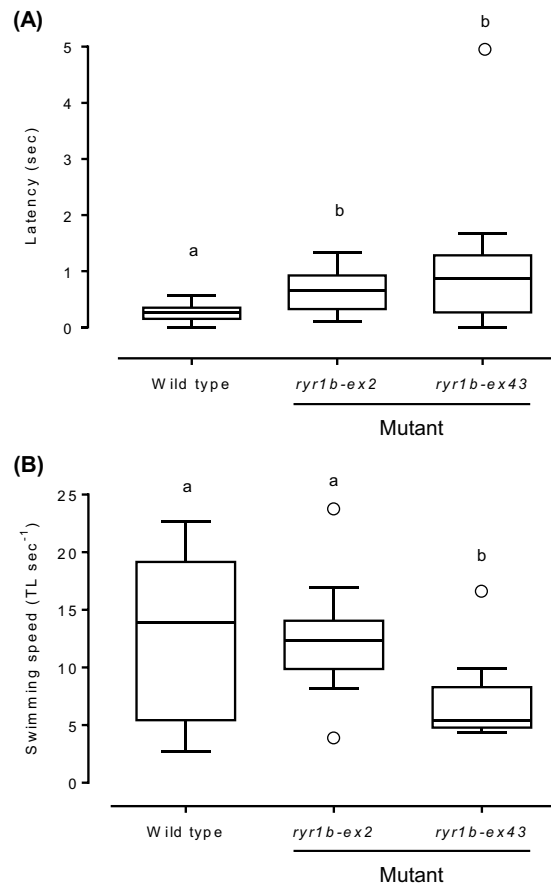 (A)
b
5
4
Latency (sec)
3
b
2
a
1
0
Wild type ryr1b-ex2 ryr1b-ex43
Mutant
(B)
25
a a
b
20
Swimming speed (TL sec⁻¹)
15
10
5
0
Wild type ryr1b-ex2 ryr1b-ex43
Mutant